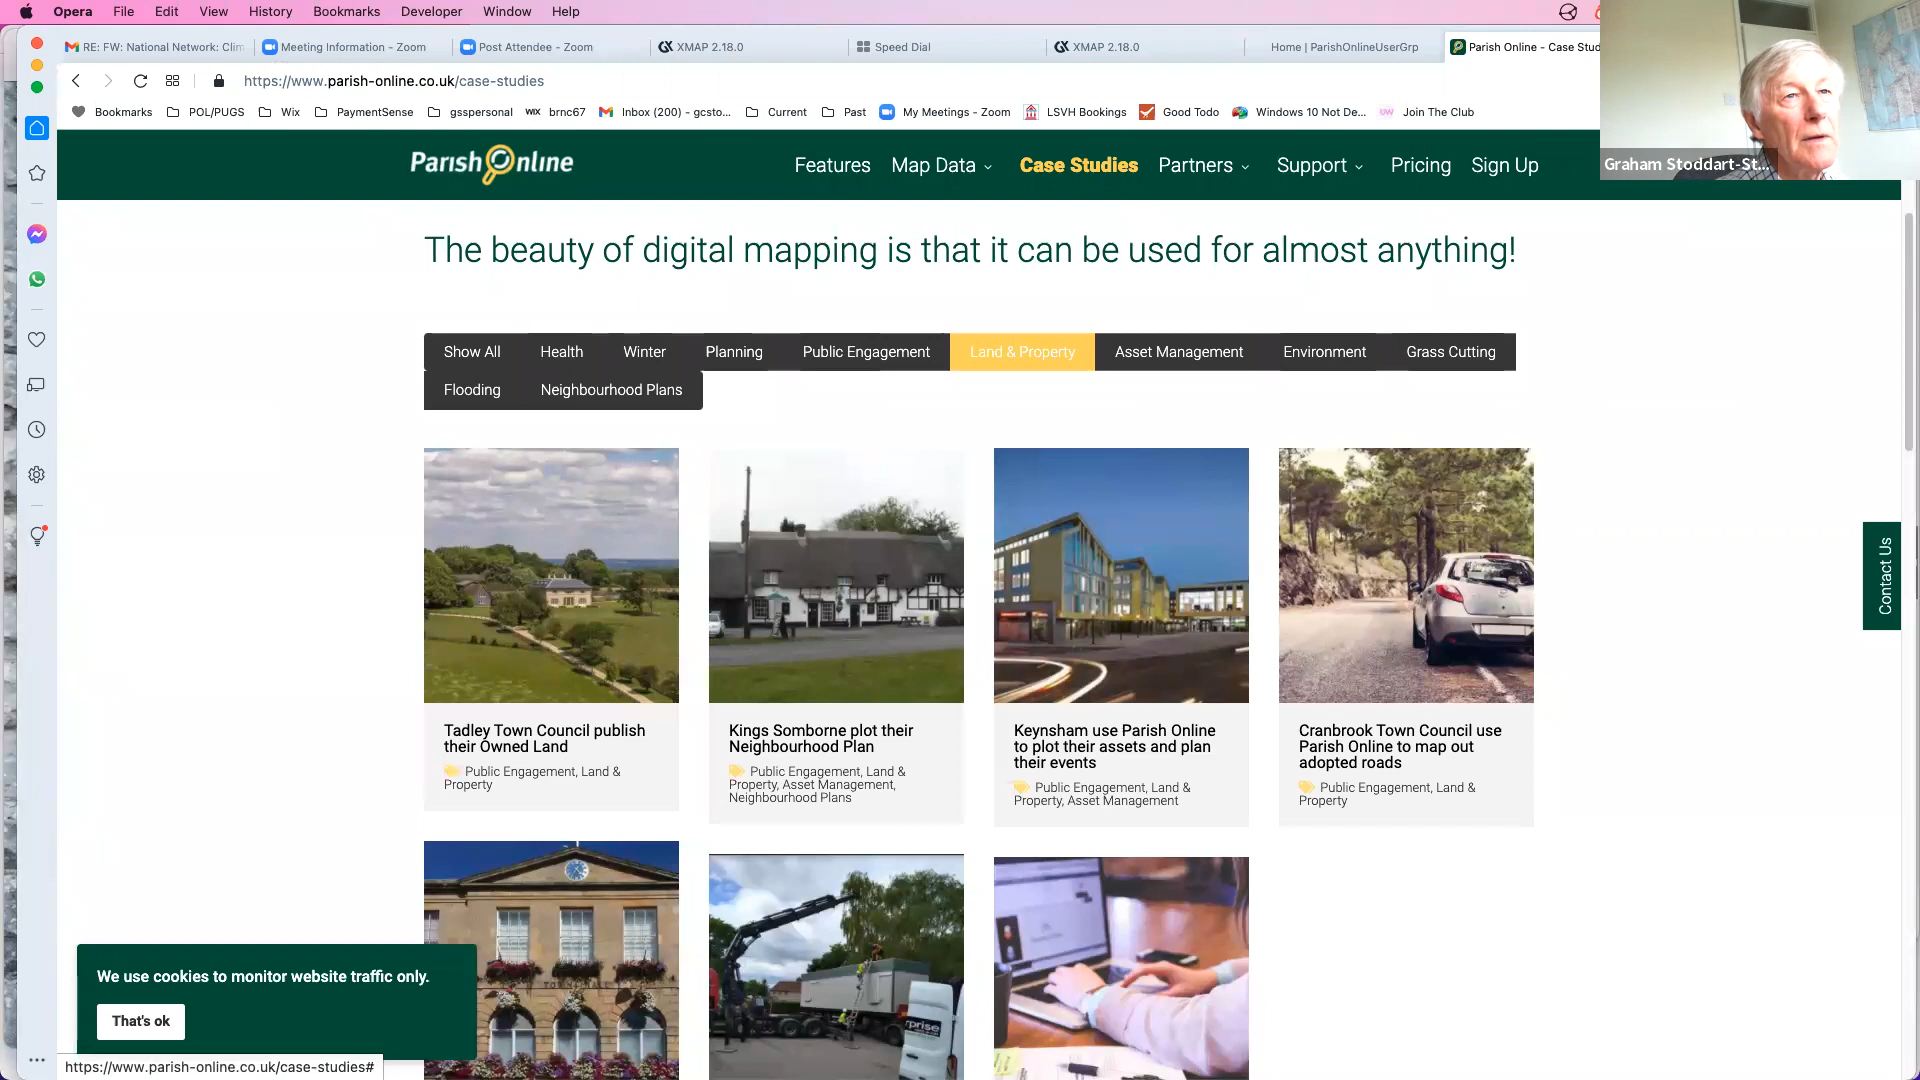 Opera File Edit View History Bookmarks Developer Window Help
RE: FW: National Network: Clim Meeting Information - Zoom Post Attendee - Zoom XMAP 2.18.0 Speed Dial XMAP 2.18.0 Home | ParishOnlineUserGrp Parish Online - Case Stud
https://www.parish-online.co.uk/case-studies
Bookmarks POL/PUGS Wix PaymentSense gsspersonal WIX brnc67 Inbox (200) - gcsto... Current Past My Meetings - Zoom LSVH Bookings Good Todo Windows 10 Not De... Join The Club
Graham Stoddart-St...
Parish Online Features Map Data Case Studies Partners Support Pricing Sign Up
The beauty of digital mapping is that it can be used for almost anything!
Show All Health Winter Planning Public Engagement Land & Property Asset Management Environment Grass Cutting
Flooding Neighbourhood Plans
Contact Us
Tadley Town Council publish
their Owned Land
Public Engagement, Land &
Property
Kings Somborne plot their
Neighbourhood Plan
Public Engagement, Land &
Property, Asset Management,
Neighbourhood Plans
Keynsham use Parish Online
to plot their assets and plan
their events
Public Engagement, Land &
Property, Asset Management
Cranbrook Town Council use
Parish Online to map out
adopted roads
Public Engagement, Land &
Property
prise
We use cookies to monitor website traffic only.
That's ok
https://www.parish-online.co.uk/case-studies#